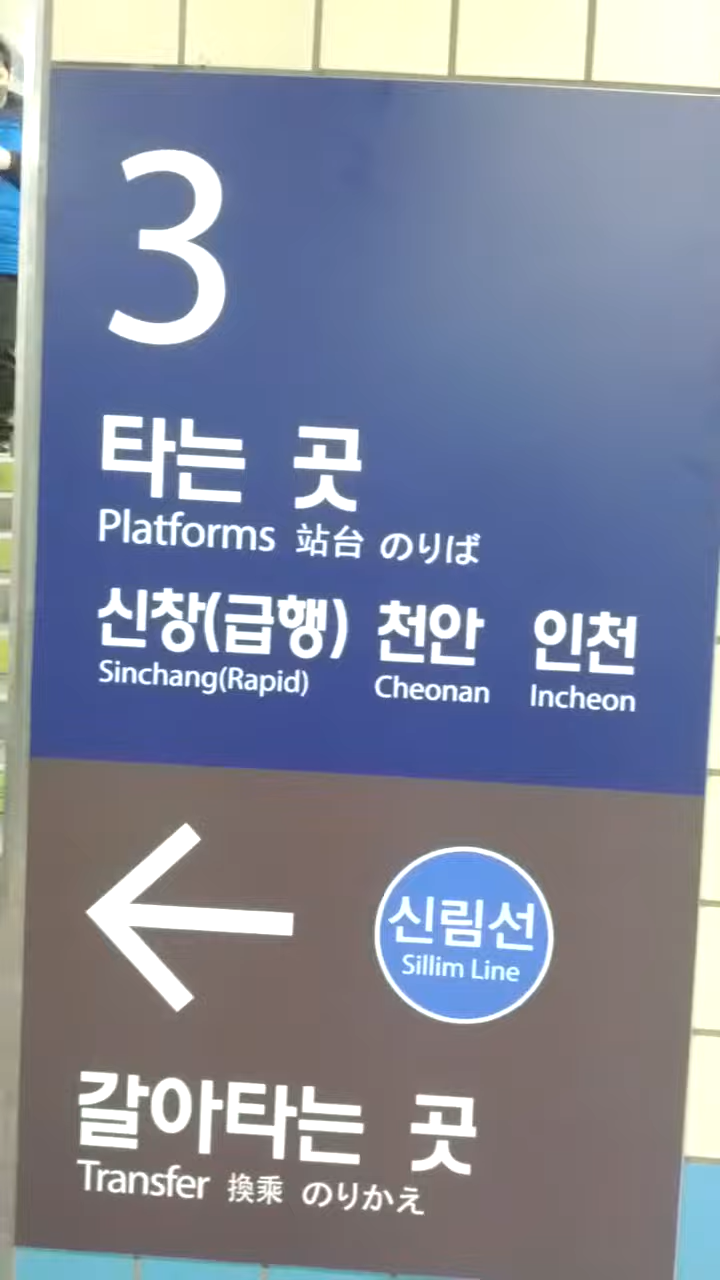 3
타는 곳
Platforms 站台 のりば
신창(급행) 천안 인천
Sinchang(Rapid) Cheonan Incheon
신림선
Sillim Line
갈아타는 곳
Transfer 換乘 のりかえ